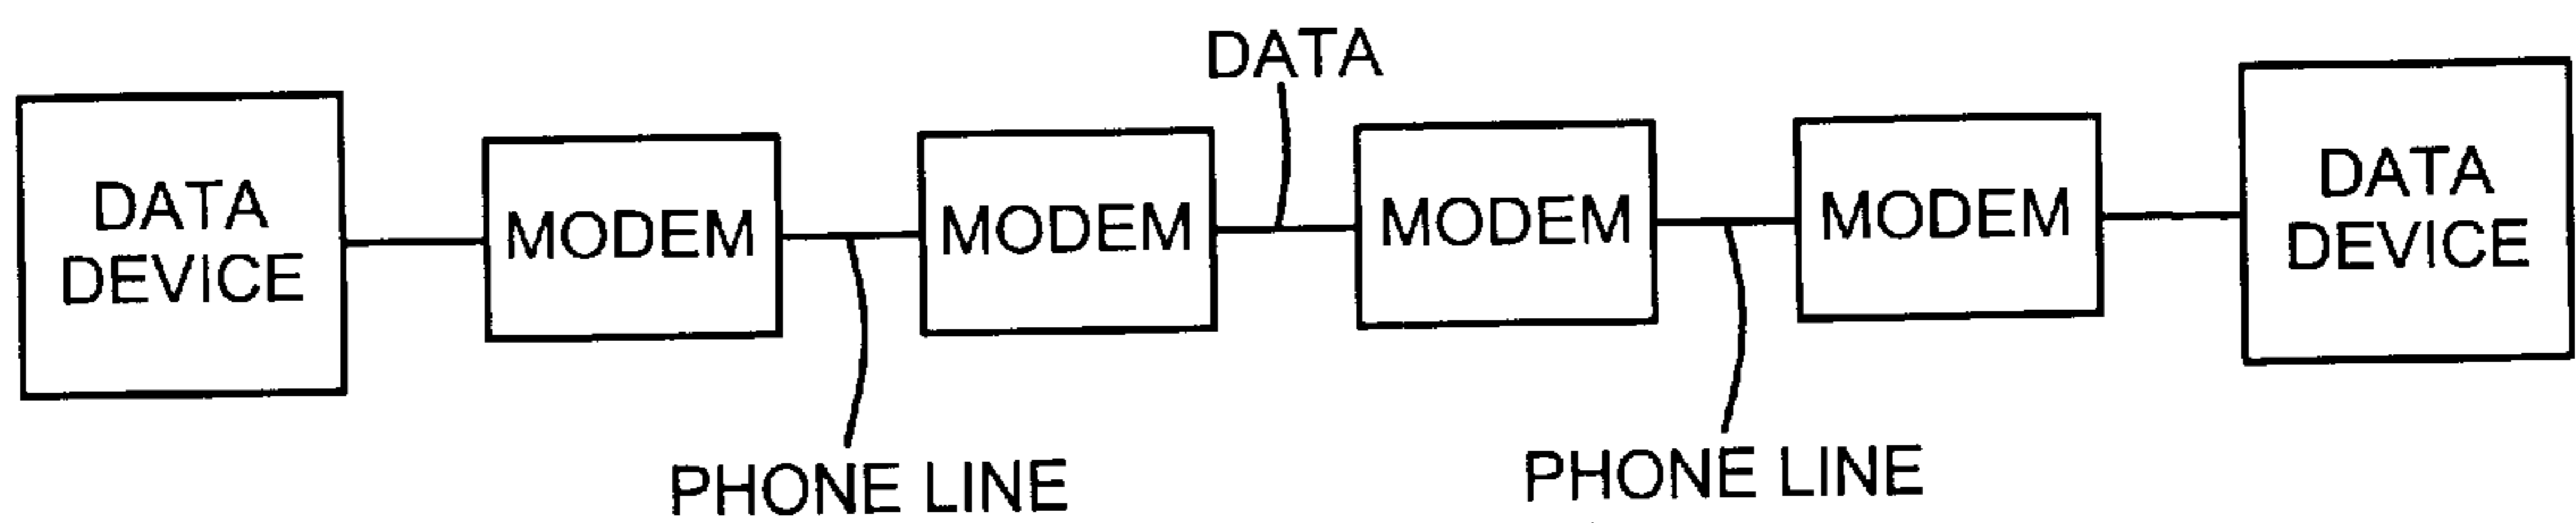 DATA
DATA
DEVICE
MODEM
MODEM
MODEM
MODEM
DATA
DEVICE
PHONE LINE
PHONE LINE